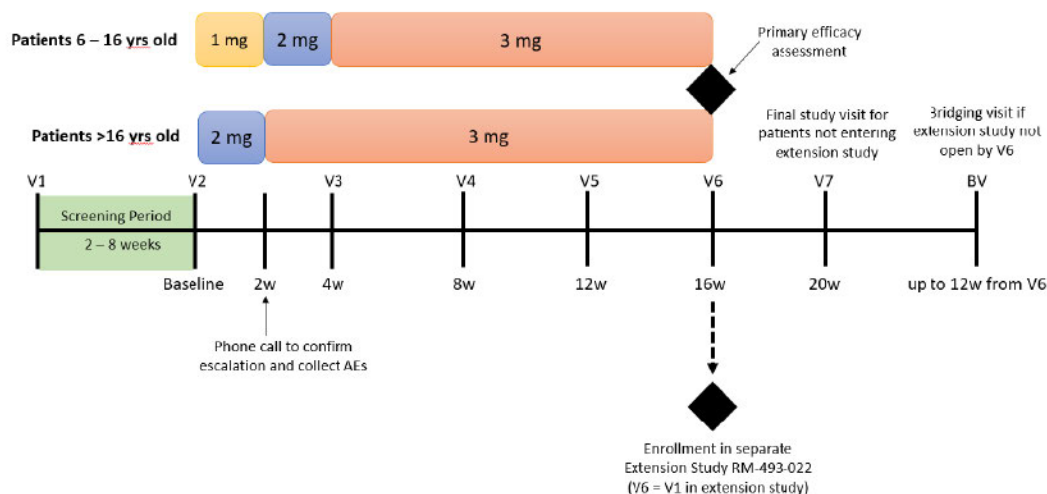 Patients 6 – 16 yrs old
1 mg
2 mg
3 mg
Primary efficacy
assessment
Patients >16 yrs old
2 mg
3 mg
Final study visit for
patients not entering
extension study
Bridging visit if
extension study not
open by V6
V1
V2
V3
V4
V5
V6
V7
BV
Screening Period
2 – 8 weeks
Baseline
2w
4w
8w
12w
16w
20w
up to 12w from V6
Phone call to confirm
escalation and collect AEs
Enrollment in separate
Extension Study RM-493-022
(V6 = V1 in extension study)